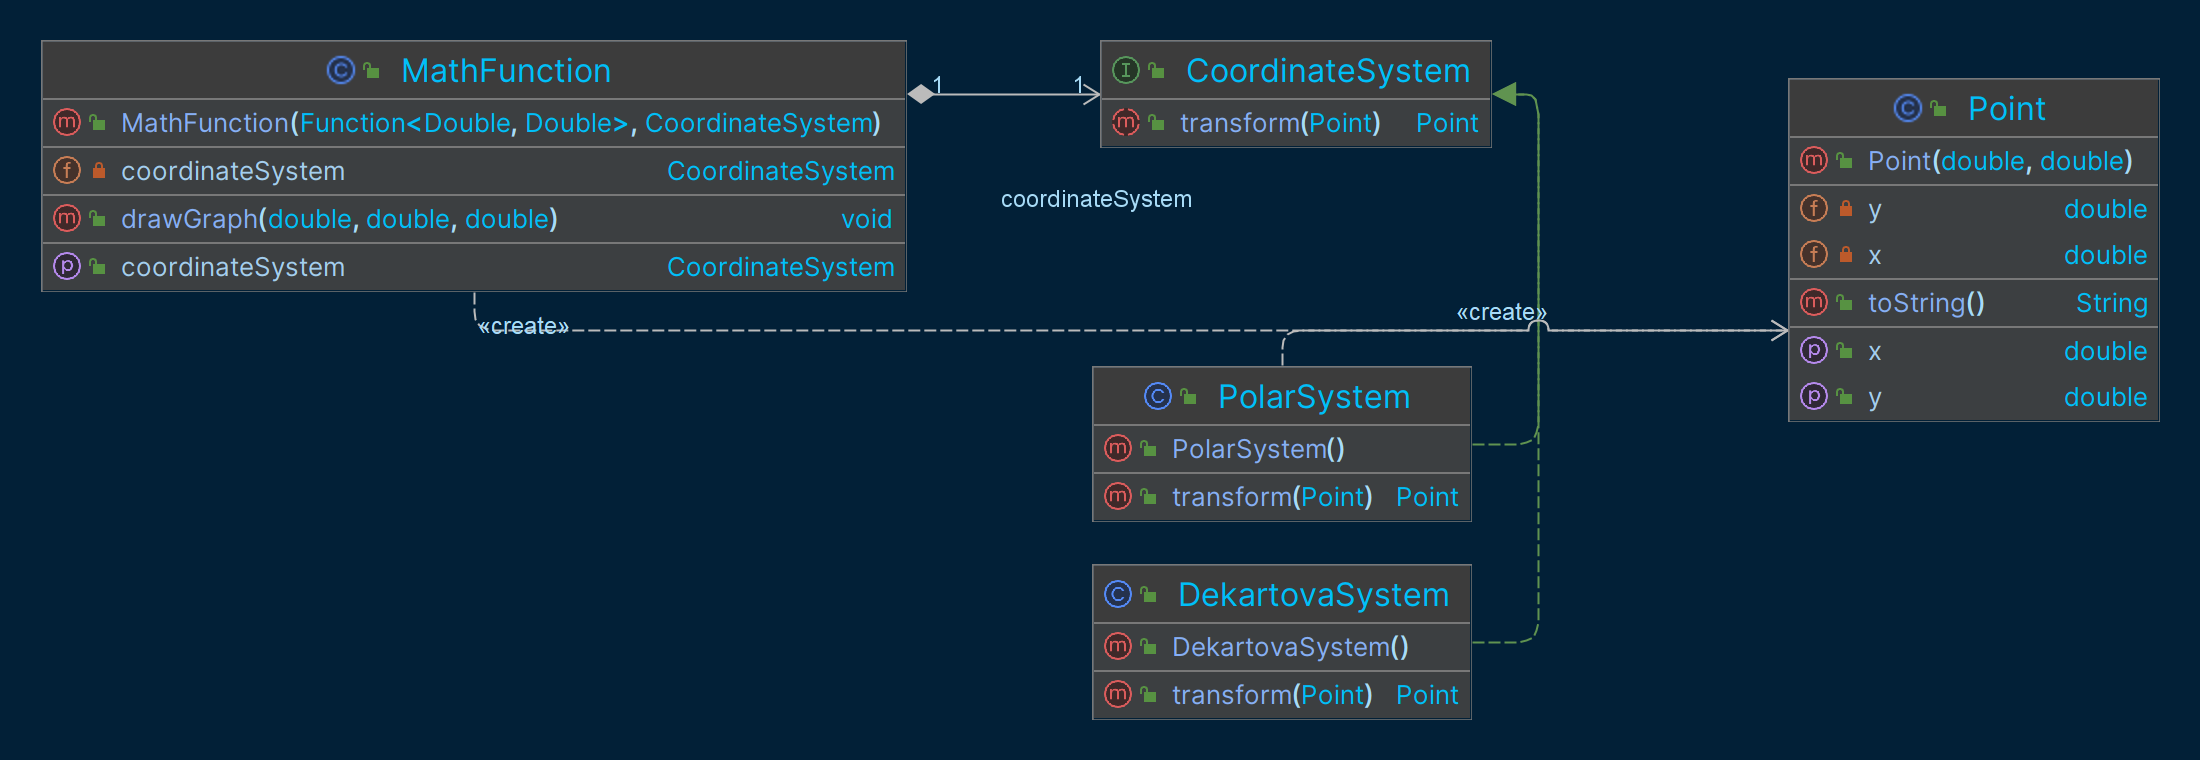 MathFunction
MathFunction(Function<Double, Double>, CoordinateSystem)
coordinateSystem CoordinateSystem
drawGraph(double, double, double) void
coordinateSystem CoordinateSystem
1 1
CoordinateSystem
transform(Point) Point
coordinateSystem
«create»
«create»
Point
Point(double, double)
y double
x double
toString() String
x double
y double
PolarSystem
PolarSystem()
transform(Point) Point
DekartovaSystem
DekartovaSystem()
transform(Point) Point